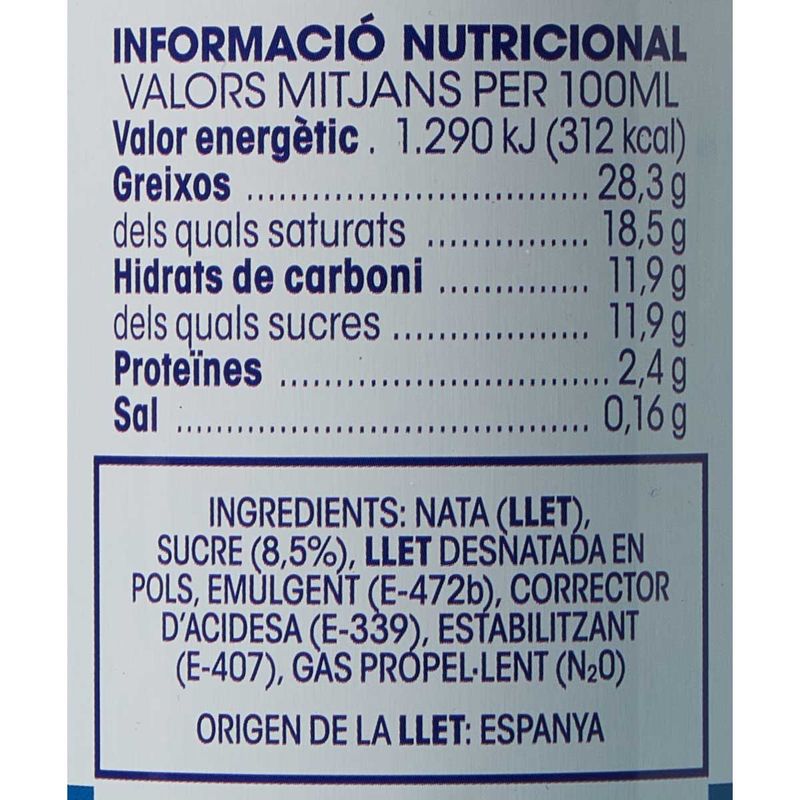 INFORMACIÓ NUTRICIONAL
VALORS MITJANS PER 100ML
Valor energètic . 1.290 kJ (312 kcal)
Greixos .................................. 28,3 g
dels quals saturats ................ 18,5 g
Hidrats de carboni ............... 11,9 g
dels quals sucres .................... 11,9 g
Proteïnes ................................. 2,4 g
Sal ......................................... 0,16 g
INGREDIENTS: NATA (LLET),
SUCRE (8,5%), LLET DESNATADA EN
POLS, EMULGENT (E-472b), CORRECTOR
D'ACIDESA (E-339), ESTABILITZANT
(E-407), GAS PROPEL·LENT (N₂O)
ORIGEN DE LA LLET: ESPANYA